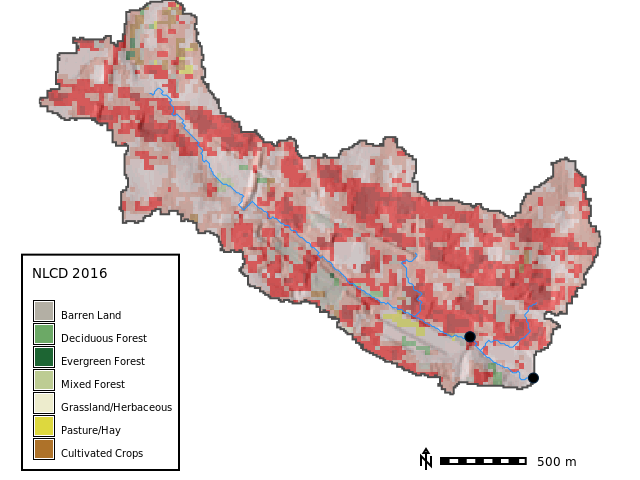 NLCD 2016
Barren Land
Deciduous Forest
Evergreen Forest
Mixed Forest
Grassland/Herbaceous
Pasture/Hay
Cultivated Crops
N
500 m